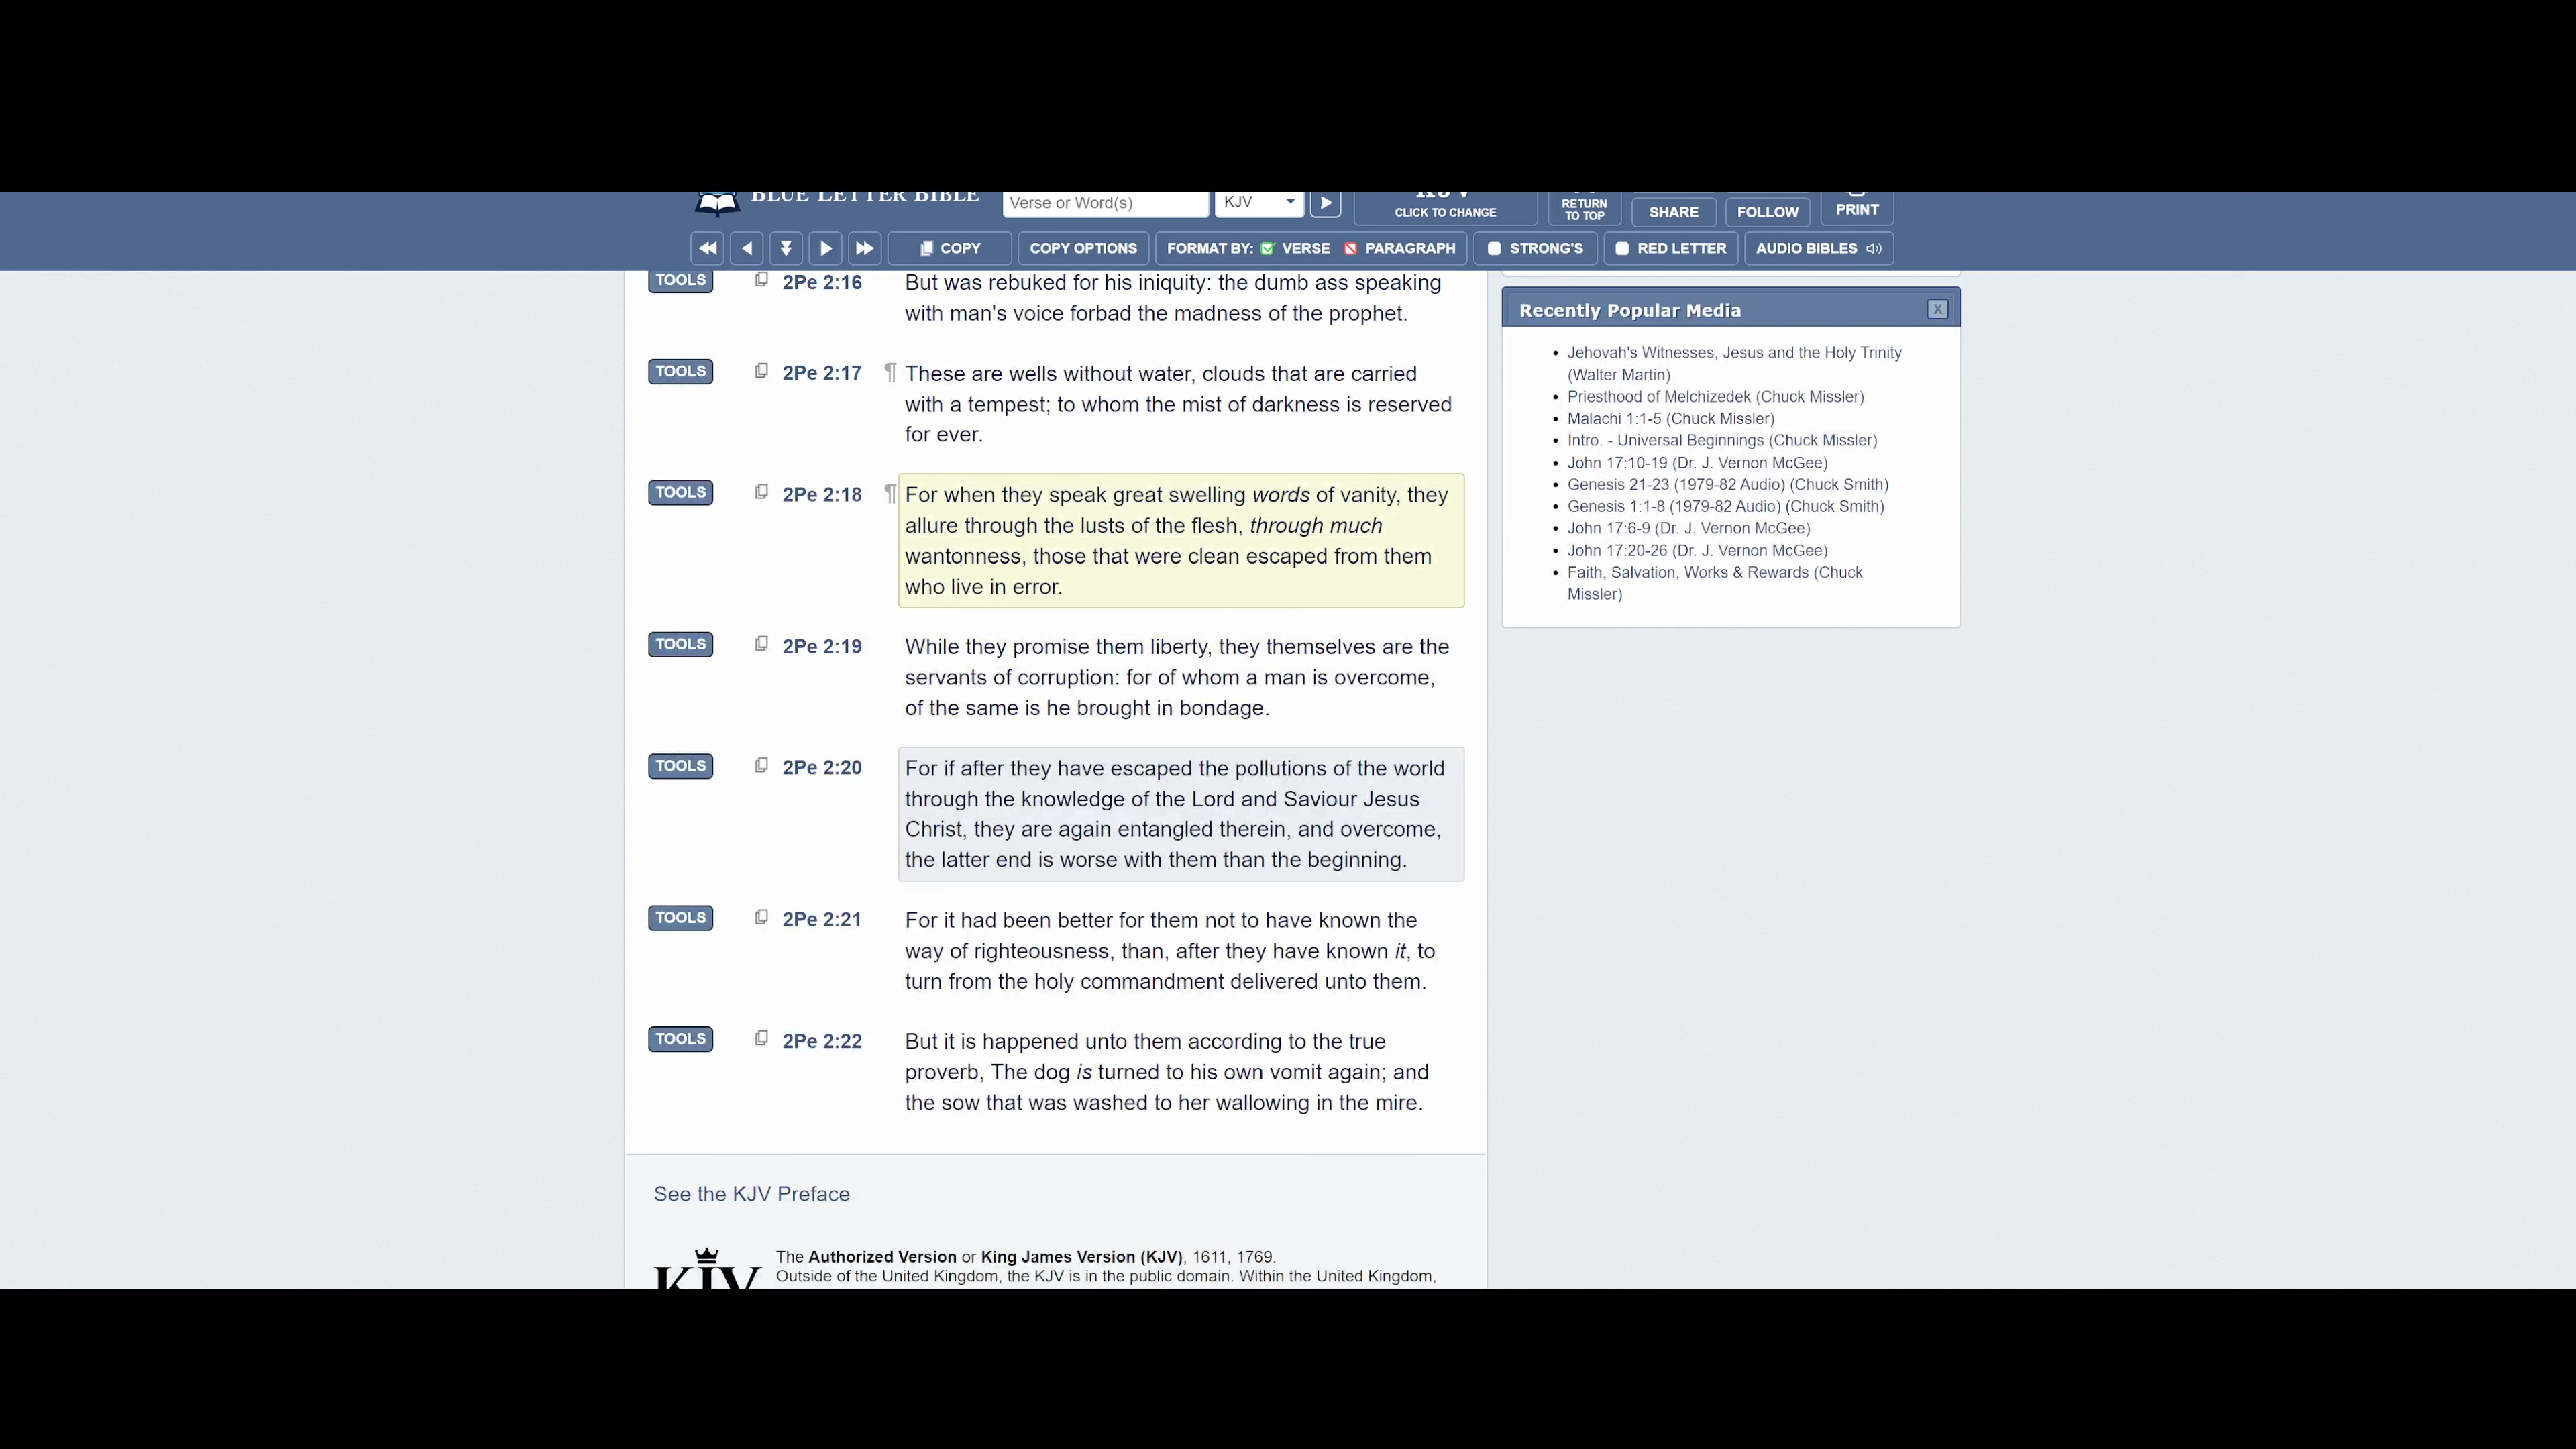 BLUE LETTER BIBLE
Verse or Word(s)
KJV
KJV
CLICK TO CHANGE
RETURN
TO TOP
SHARE
FOLLOW
PRINT
COPY
COPY OPTIONS
FORMAT BY: VERSE PARAGRAPH
STRONG'S
RED LETTER
AUDIO BIBLES
TOOLS 2Pe 2:16 But was rebuked for his iniquity: the dumb ass speaking
with man's voice forbad the madness of the prophet.
TOOLS 2Pe 2:17 ¶ These are wells without water, clouds that are carried
with a tempest; to whom the mist of darkness is reserved
for ever.
TOOLS 2Pe 2:18 ¶ For when they speak great swelling words of vanity, they
allure through the lusts of the flesh, through much
wantonness, those that were clean escaped from them
who live in error.
TOOLS 2Pe 2:19 While they promise them liberty, they themselves are the
servants of corruption: for of whom a man is overcome,
of the same is he brought in bondage.
TOOLS 2Pe 2:20 For if after they have escaped the pollutions of the world
through the knowledge of the Lord and Saviour Jesus
Christ, they are again entangled therein, and overcome,
the latter end is worse with them than the beginning.
TOOLS 2Pe 2:21 For it had been better for them not to have known the
way of righteousness, than, after they have known it, to
turn from the holy commandment delivered unto them.
TOOLS 2Pe 2:22 But it is happened unto them according to the true
proverb, The dog is turned to his own vomit again; and
the sow that was washed to her wallowing in the mire.
See the KJV Preface
KJV
The Authorized Version or King James Version (KJV), 1611, 1769.
Outside of the United Kingdom, the KJV is in the public domain. Within the United Kingdom,
Recently Popular Media
X
• Jehovah's Witnesses, Jesus and the Holy Trinity
(Walter Martin)
• Priesthood of Melchizedek (Chuck Missler)
• Malachi 1:1-5 (Chuck Missler)
• Intro. - Universal Beginnings (Chuck Missler)
• John 17:10-19 (Dr. J. Vernon McGee)
• Genesis 21-23 (1979-82 Audio) (Chuck Smith)
• Genesis 1:1-8 (1979-82 Audio) (Chuck Smith)
• John 17:6-9 (Dr. J. Vernon McGee)
• John 17:20-26 (Dr. J. Vernon McGee)
• Faith, Salvation, Works & Rewards (Chuck
Missler)